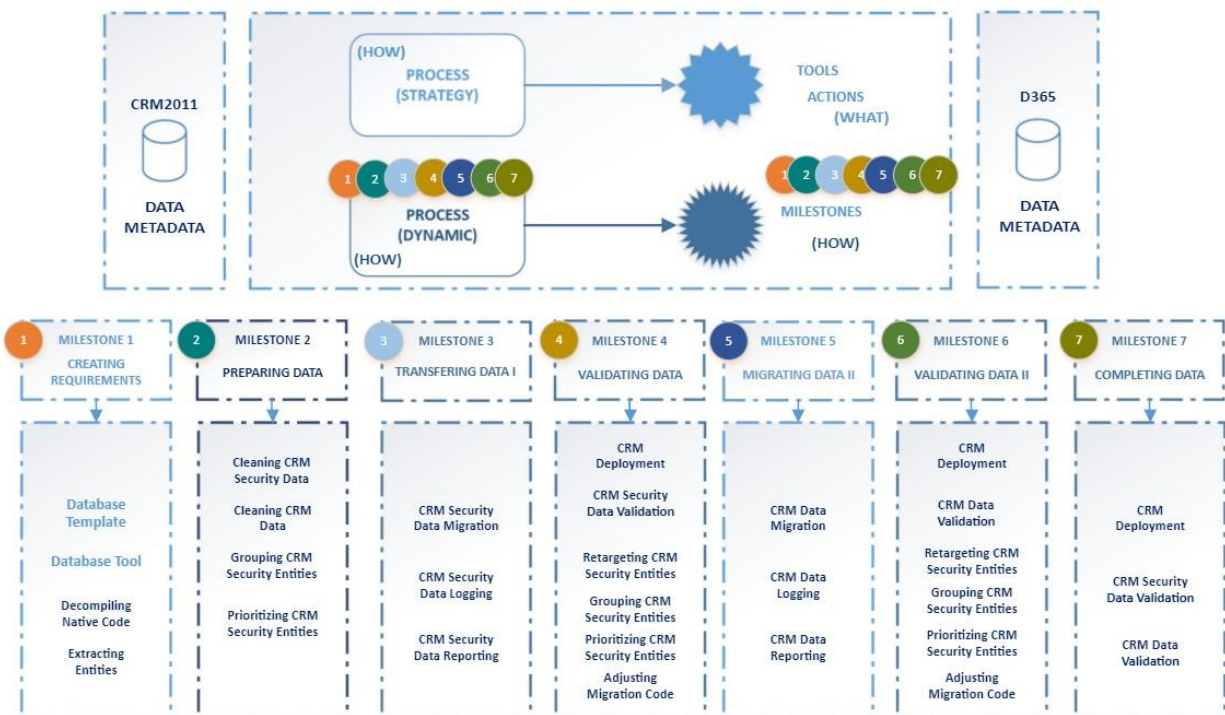 CRM2011
DATA
METADATA
(HOW)
PROCESS
(STRATEGY)
TOOLS
ACTIONS
(WHAT)
1 2 3 4 5 6 7
PROCESS
(DYNAMIC)
(HOW)
1 2 3 4 5 6 7
MILESTONES
(HOW)
D365
DATA
METADATA
1
MILESTONE 1
CREATING
REQUIREMENTS
Database
Template
Database Tool
Decompiling
Native Code
Extracting
Entities
2
MILESTONE 2
PREPARING DATA
Cleaning CRM
Security Data
Cleaning CRM
Data
Grouping CRM
Security Entities
Prioritizing CRM
Security Entities
3
MILESTONE 3
TRANSFERING DATA I
CRM Security
Data Migration
CRM Security
Data Logging
CRM Security
Data Reporting
4
MILESTONE 4
VALIDATING DATA
CRM
Deployment
CRM Security
Data Validation
Retargeting CRM
Security Entities
Grouping CRM
Security Entities
Prioritizing CRM
Security Entities
Adjusting
Migration Code
5
MILESTONE 5
MIGRATING DATA II
CRM Data
Migration
CRM Data
Logging
CRM Data
Reporting
6
MILESTONE 6
VALIDATING DATA II
CRM
Deployment
CRM Data
Validation
Retargeting CRM
Security Entities
Grouping CRM
Security Entities
Prioritizing CRM
Security Entities
Adjusting
Migration Code
7
MILESTONE 7
COMPLETING DATA
CRM
Deployment
CRM Security
Data Validation
CRM Data
Validation